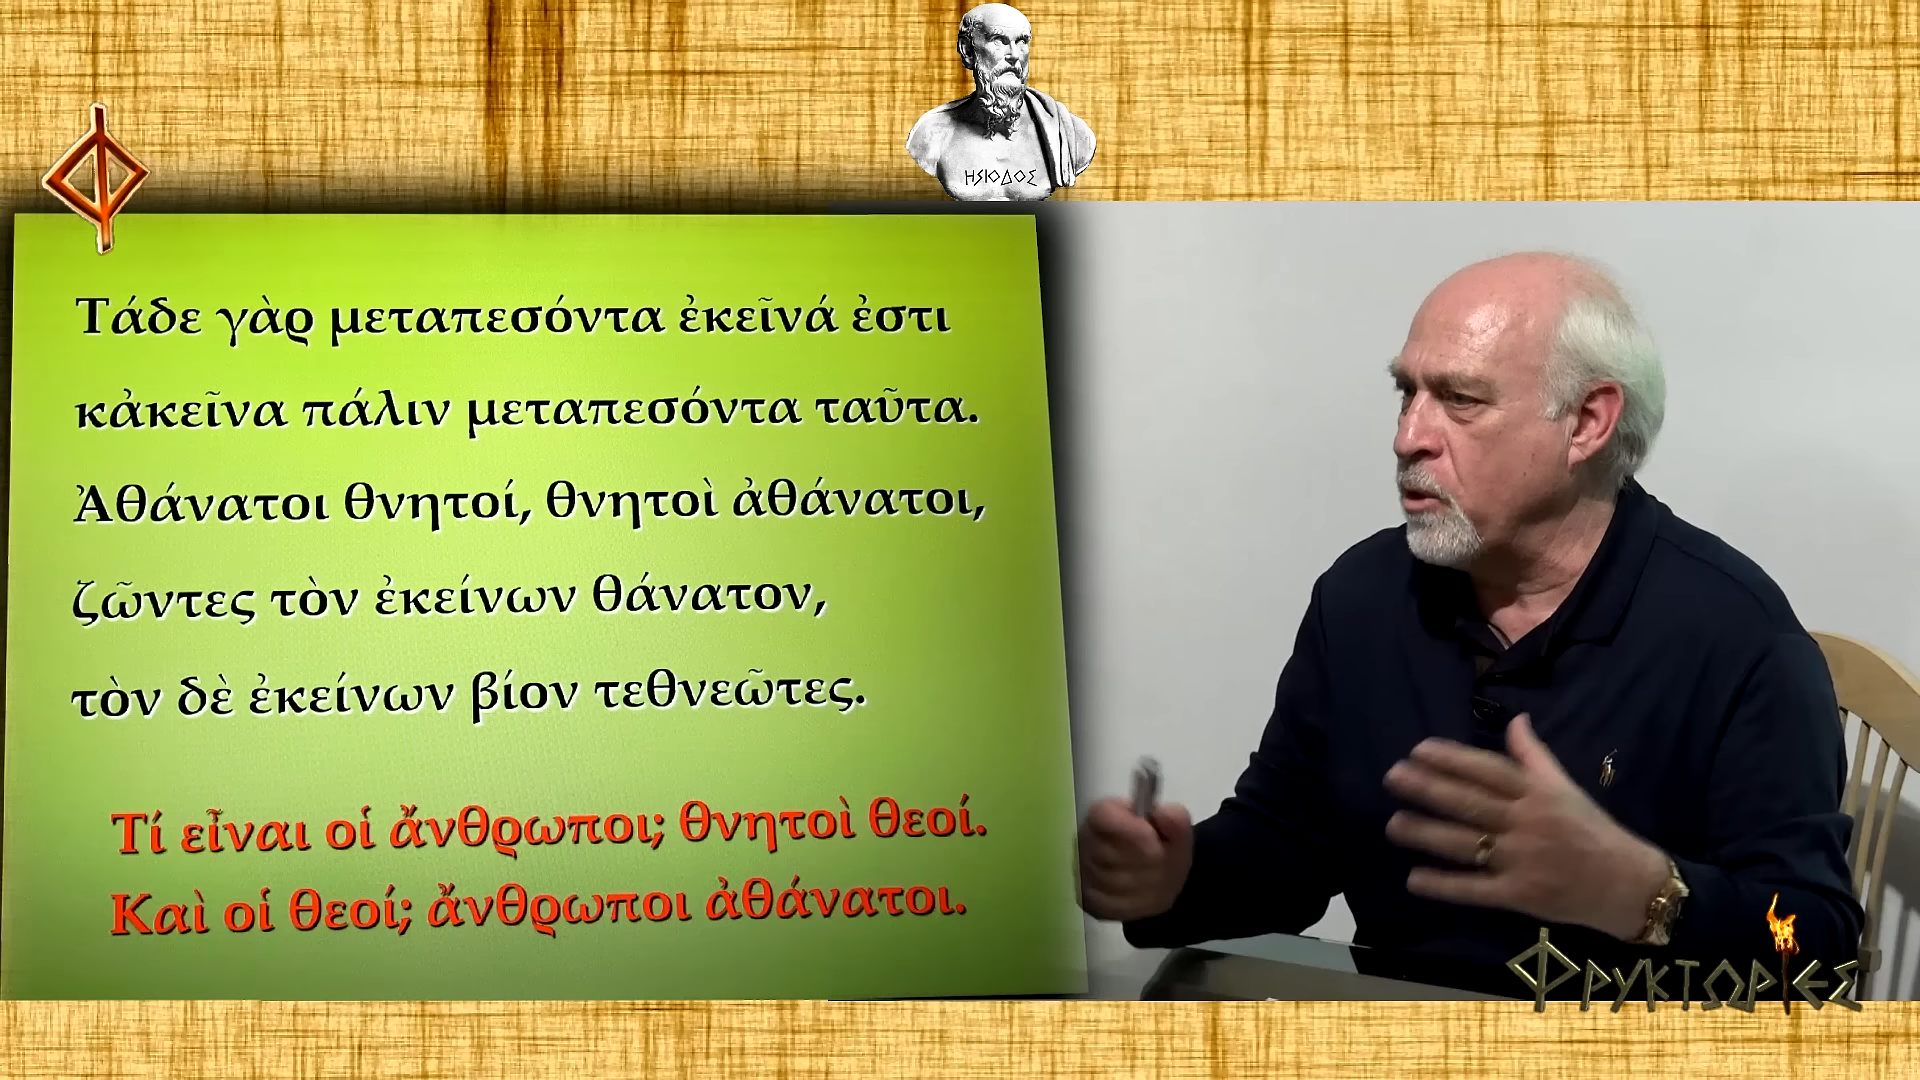 ΗΣΙΟΔΟΣ
Τάδε γὰρ μεταπεσόντα ἐκεῖνά ἐστι
κἀκεῖνα πάλιν μεταπεσόντα ταῦτα.
Ἀθάνατοι θνητοί, θνητοὶ ἀθάνατοι,
ζῶντες τὸν ἐκείνων θάνατον,
τὸν δὲ ἐκείνων βίον τεθνεῶτες.
Τί εἶναι οἱ ἄνθρωποι; θνητοὶ θεοί.
Καὶ οἱ θεοί; ἄνθρωποι ἀθάνατοι.
ΦΡΥΚΤΩΡΙΕΣ